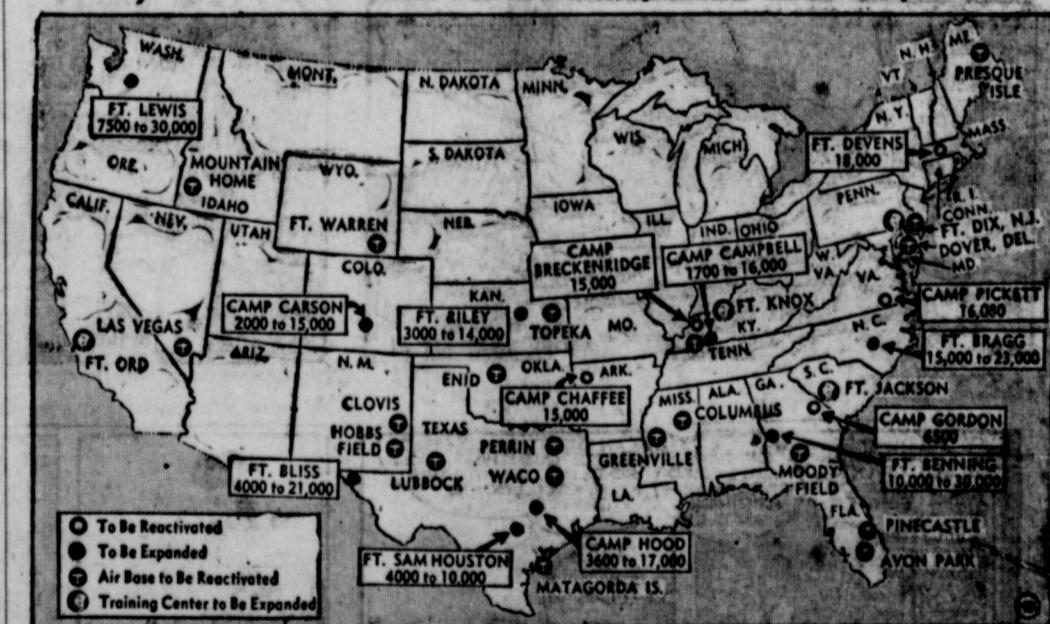 WASH.
FT. LEWIS
7500 to 30,000
ORE.
MONT.
N. DAKOTA
MINN.
S. DAKOTA
WIS.
MICH.
N. H.
VT.
ME.
PRESQUE
ISLE
N. Y.
MASS.
FT. DEVENS
18,000
MOUNTAIN
HOME
IDAHO
WYO.
FT. WARREN
NEB.
IOWA
ILL.
IND.
OHIO
PENN.
R. I.
CONN.
FT. DIX, N.J.
DOVER, DEL.
MD.
CALIF.
NEV.
UTAH
COLO.
CAMP
BRECKENRIDGE
15,000
CAMP CAMPBELL
1700 to 16,000
W.
VA.
VA.
CAMP PICKETT
16,000
CAMP CARSON
2000 to 15,000
KAN.
FT. RILEY
3000 to 14,000
TOPEKA
MO.
FT. KNOX
KY.
TENN.
N. C.
FT. BRAGG
15,000 to 23,000
LAS VEGAS
FT. ORD
ARIZ.
N. M.
ENID
OKLA.
ARK.
CAMP CHAFFEE
15,000
MISS.
ALA.
GA.
S. C.
FT. JACKSON
COLUMBUS
CAMP GORDON
6500
CLOVIS
HOBBS
FIELD
TEXAS
LUBBOCK
PERRIN
WACO
GREENVILLE
LA.
FT. BENNING
10,000 to 30,000
MOODY
FIELD
FLA.
PINECASTLE
AVON PARK
FT. BLISS
4000 to 21,000
FT. SAM HOUSTON
4000 to 10,000
CAMP HOOD
3600 to 17,000
MATAGORDA IS.
To Be Reactivated
To Be Expanded
Air Base to Be Reactivated
Training Center to Be Expanded